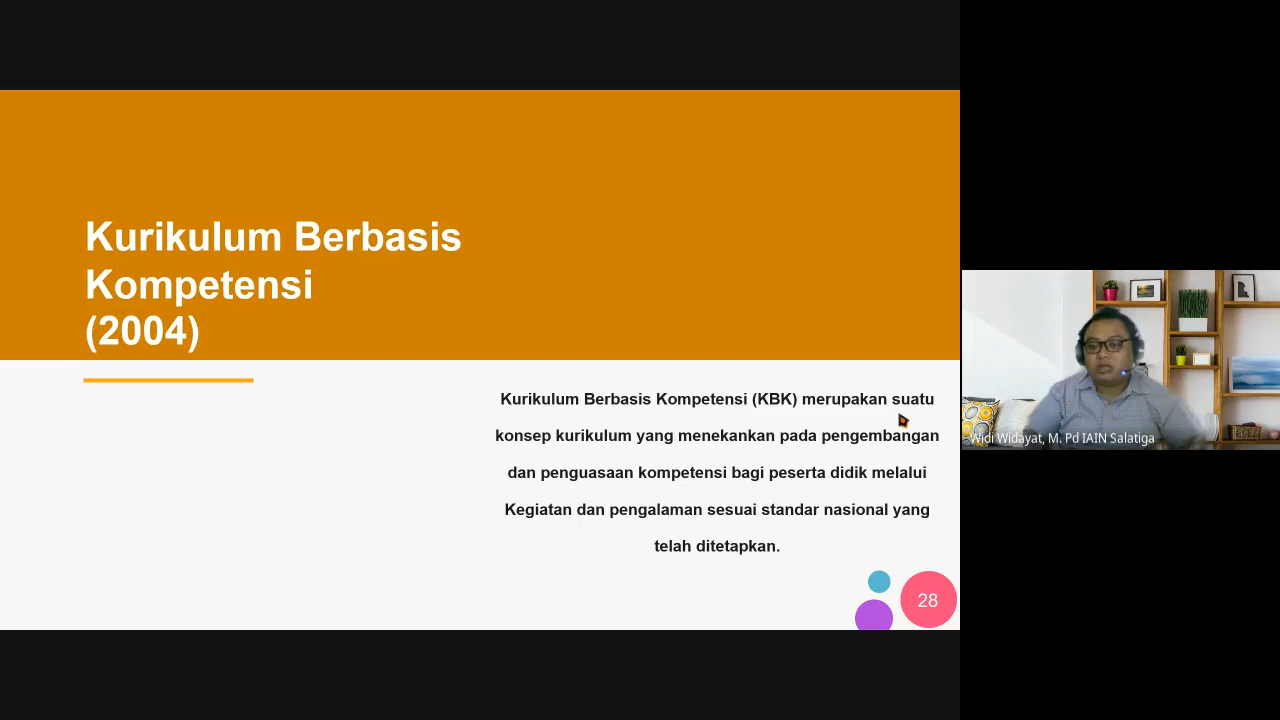 Kurikulum Berbasis
Kompetensi
(2004)
Kurikulum Berbasis Kompetensi (KBK) merupakan suatu
konsep kurikulum yang menekankan pada pengembangan
dan penguasaan kompetensi bagi peserta didik melalui
Kegiatan dan pengalaman sesuai standar nasional yang
telah ditetapkan.
28
Widi Widayat, M. Pd IAIN Salatiga